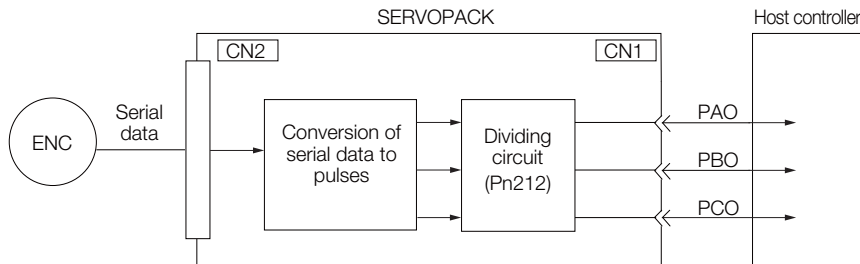 SERVOPACK
Host controller
CN2
CN1
ENC
Serial
data
Conversion of
serial data to
pulses
Dividing
circuit
(Pn212)
PAO
PBO
PCO